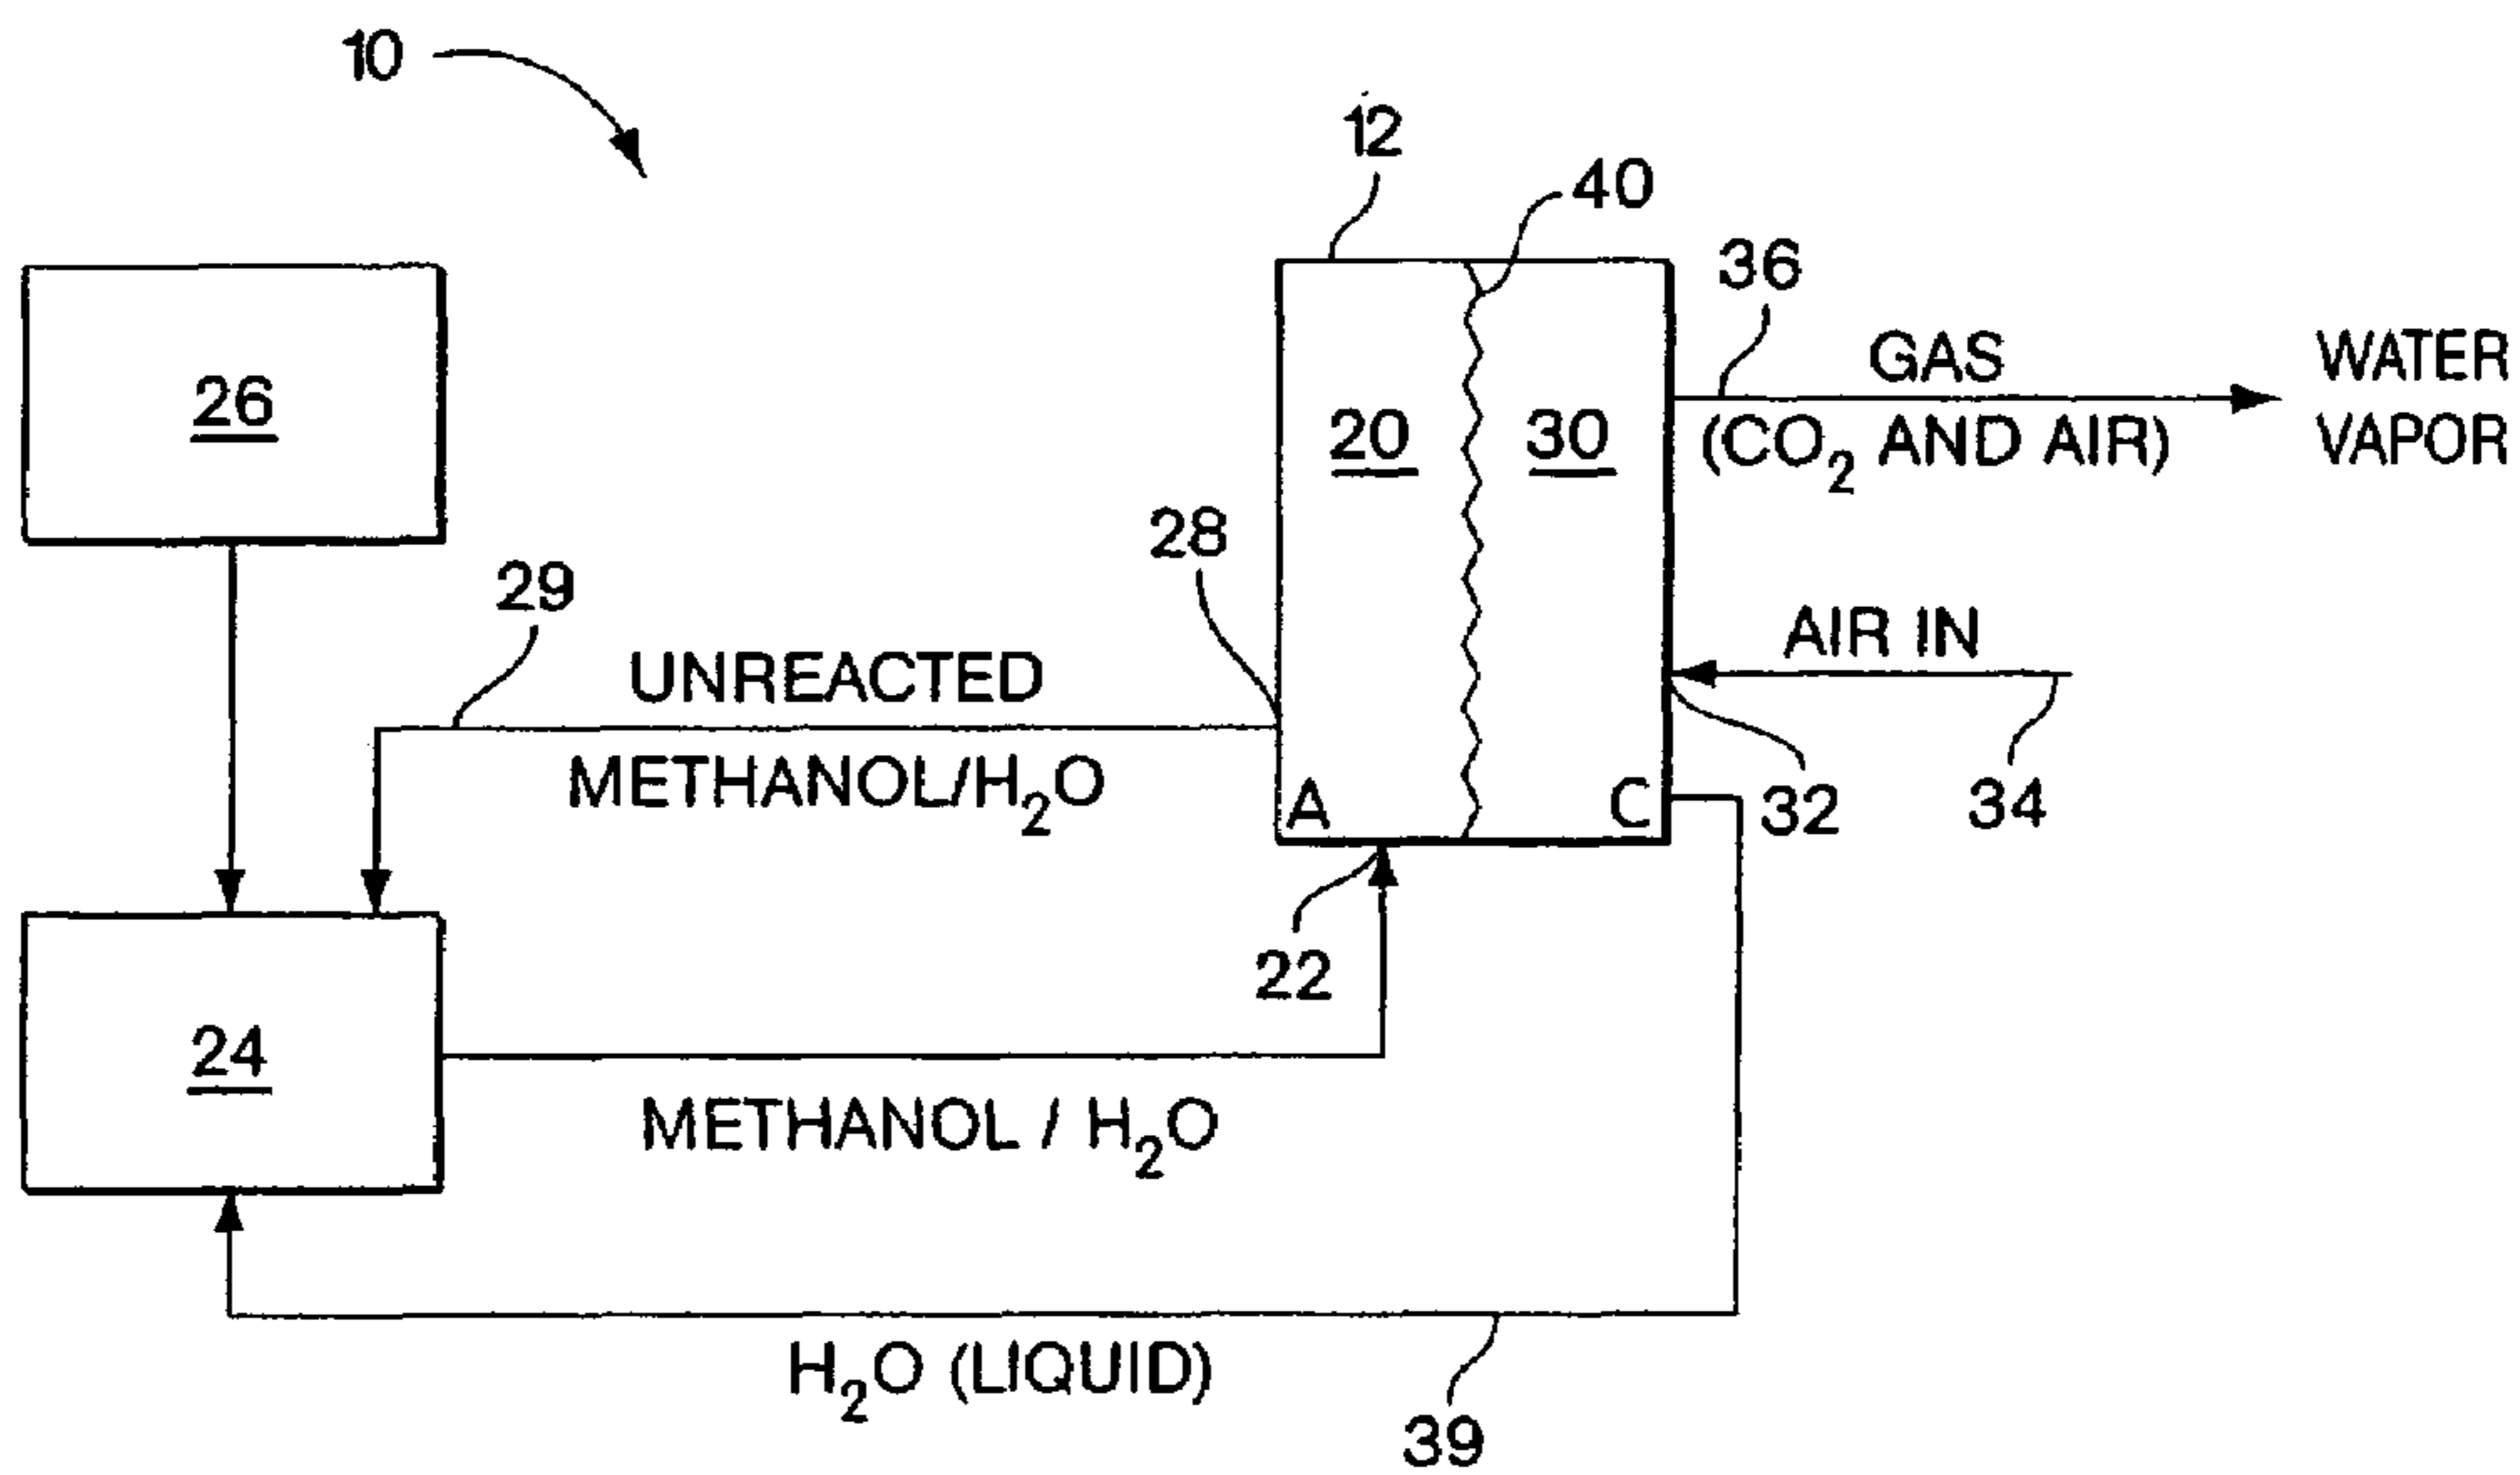 10
12
40
36
GAS
WATER
26
20
30
(CO₂ AND AIR)
VAPOR
28
29
UNREACTED
AIR IN
METHANOL/H₂O
A
C
32
34
22
24
METHANOL / H₂O
H₂O (LIQUID)
39